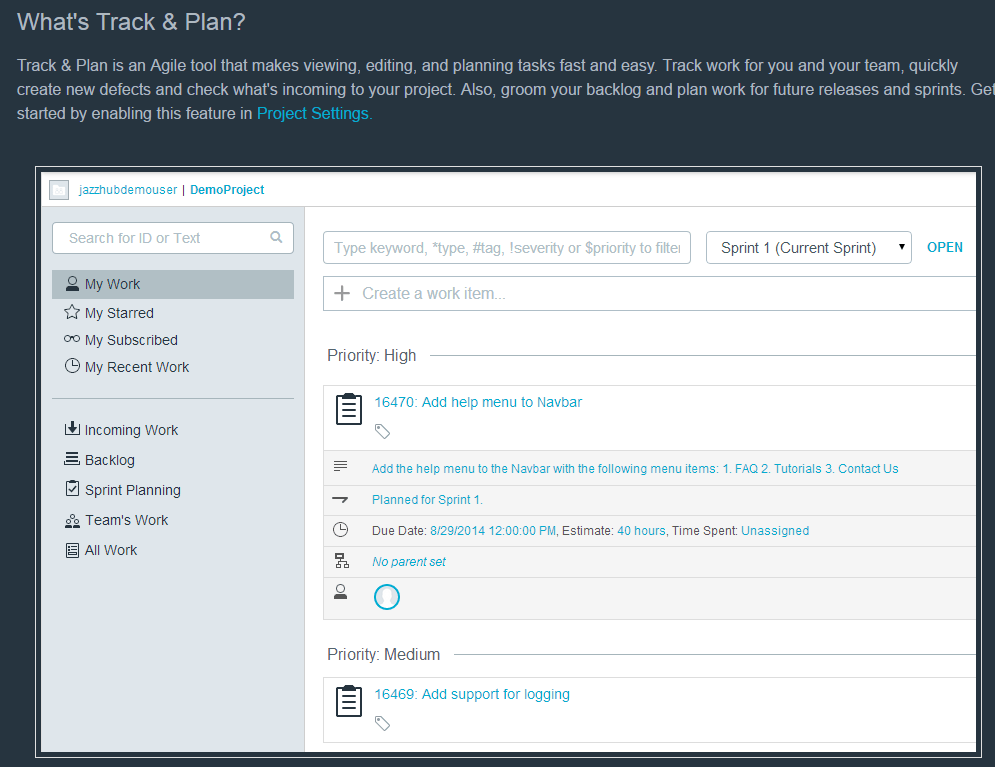 What's Track & Plan?
Track & Plan is an Agile tool that makes viewing, editing, and planning tasks fast and easy. Track work for you and your team, quickly
create new defects and check what's incoming to your project. Also, groom your backlog and plan work for future releases and sprints. Get
started by enabling this feature in Project Settings.
jazzhubdemouser | DemoProject
Search for ID or Text
My Work
My Starred
My Subscribed
My Recent Work
Incoming Work
Backlog
Sprint Planning
Team's Work
All Work
Type keyword, *type, #tag, !severity or $priority to filter
Sprint 1 (Current Sprint)
OPEN
Create a work item...
Priority: High
16470: Add help menu to Navbar
Add the help menu to the Navbar with the following menu items: 1. FAQ 2. Tutorials 3. Contact Us
Planned for Sprint 1.
Due Date: 8/29/2014 12:00:00 PM, Estimate: 40 hours, Time Spent: Unassigned
No parent set
Priority: Medium
16469: Add support for logging